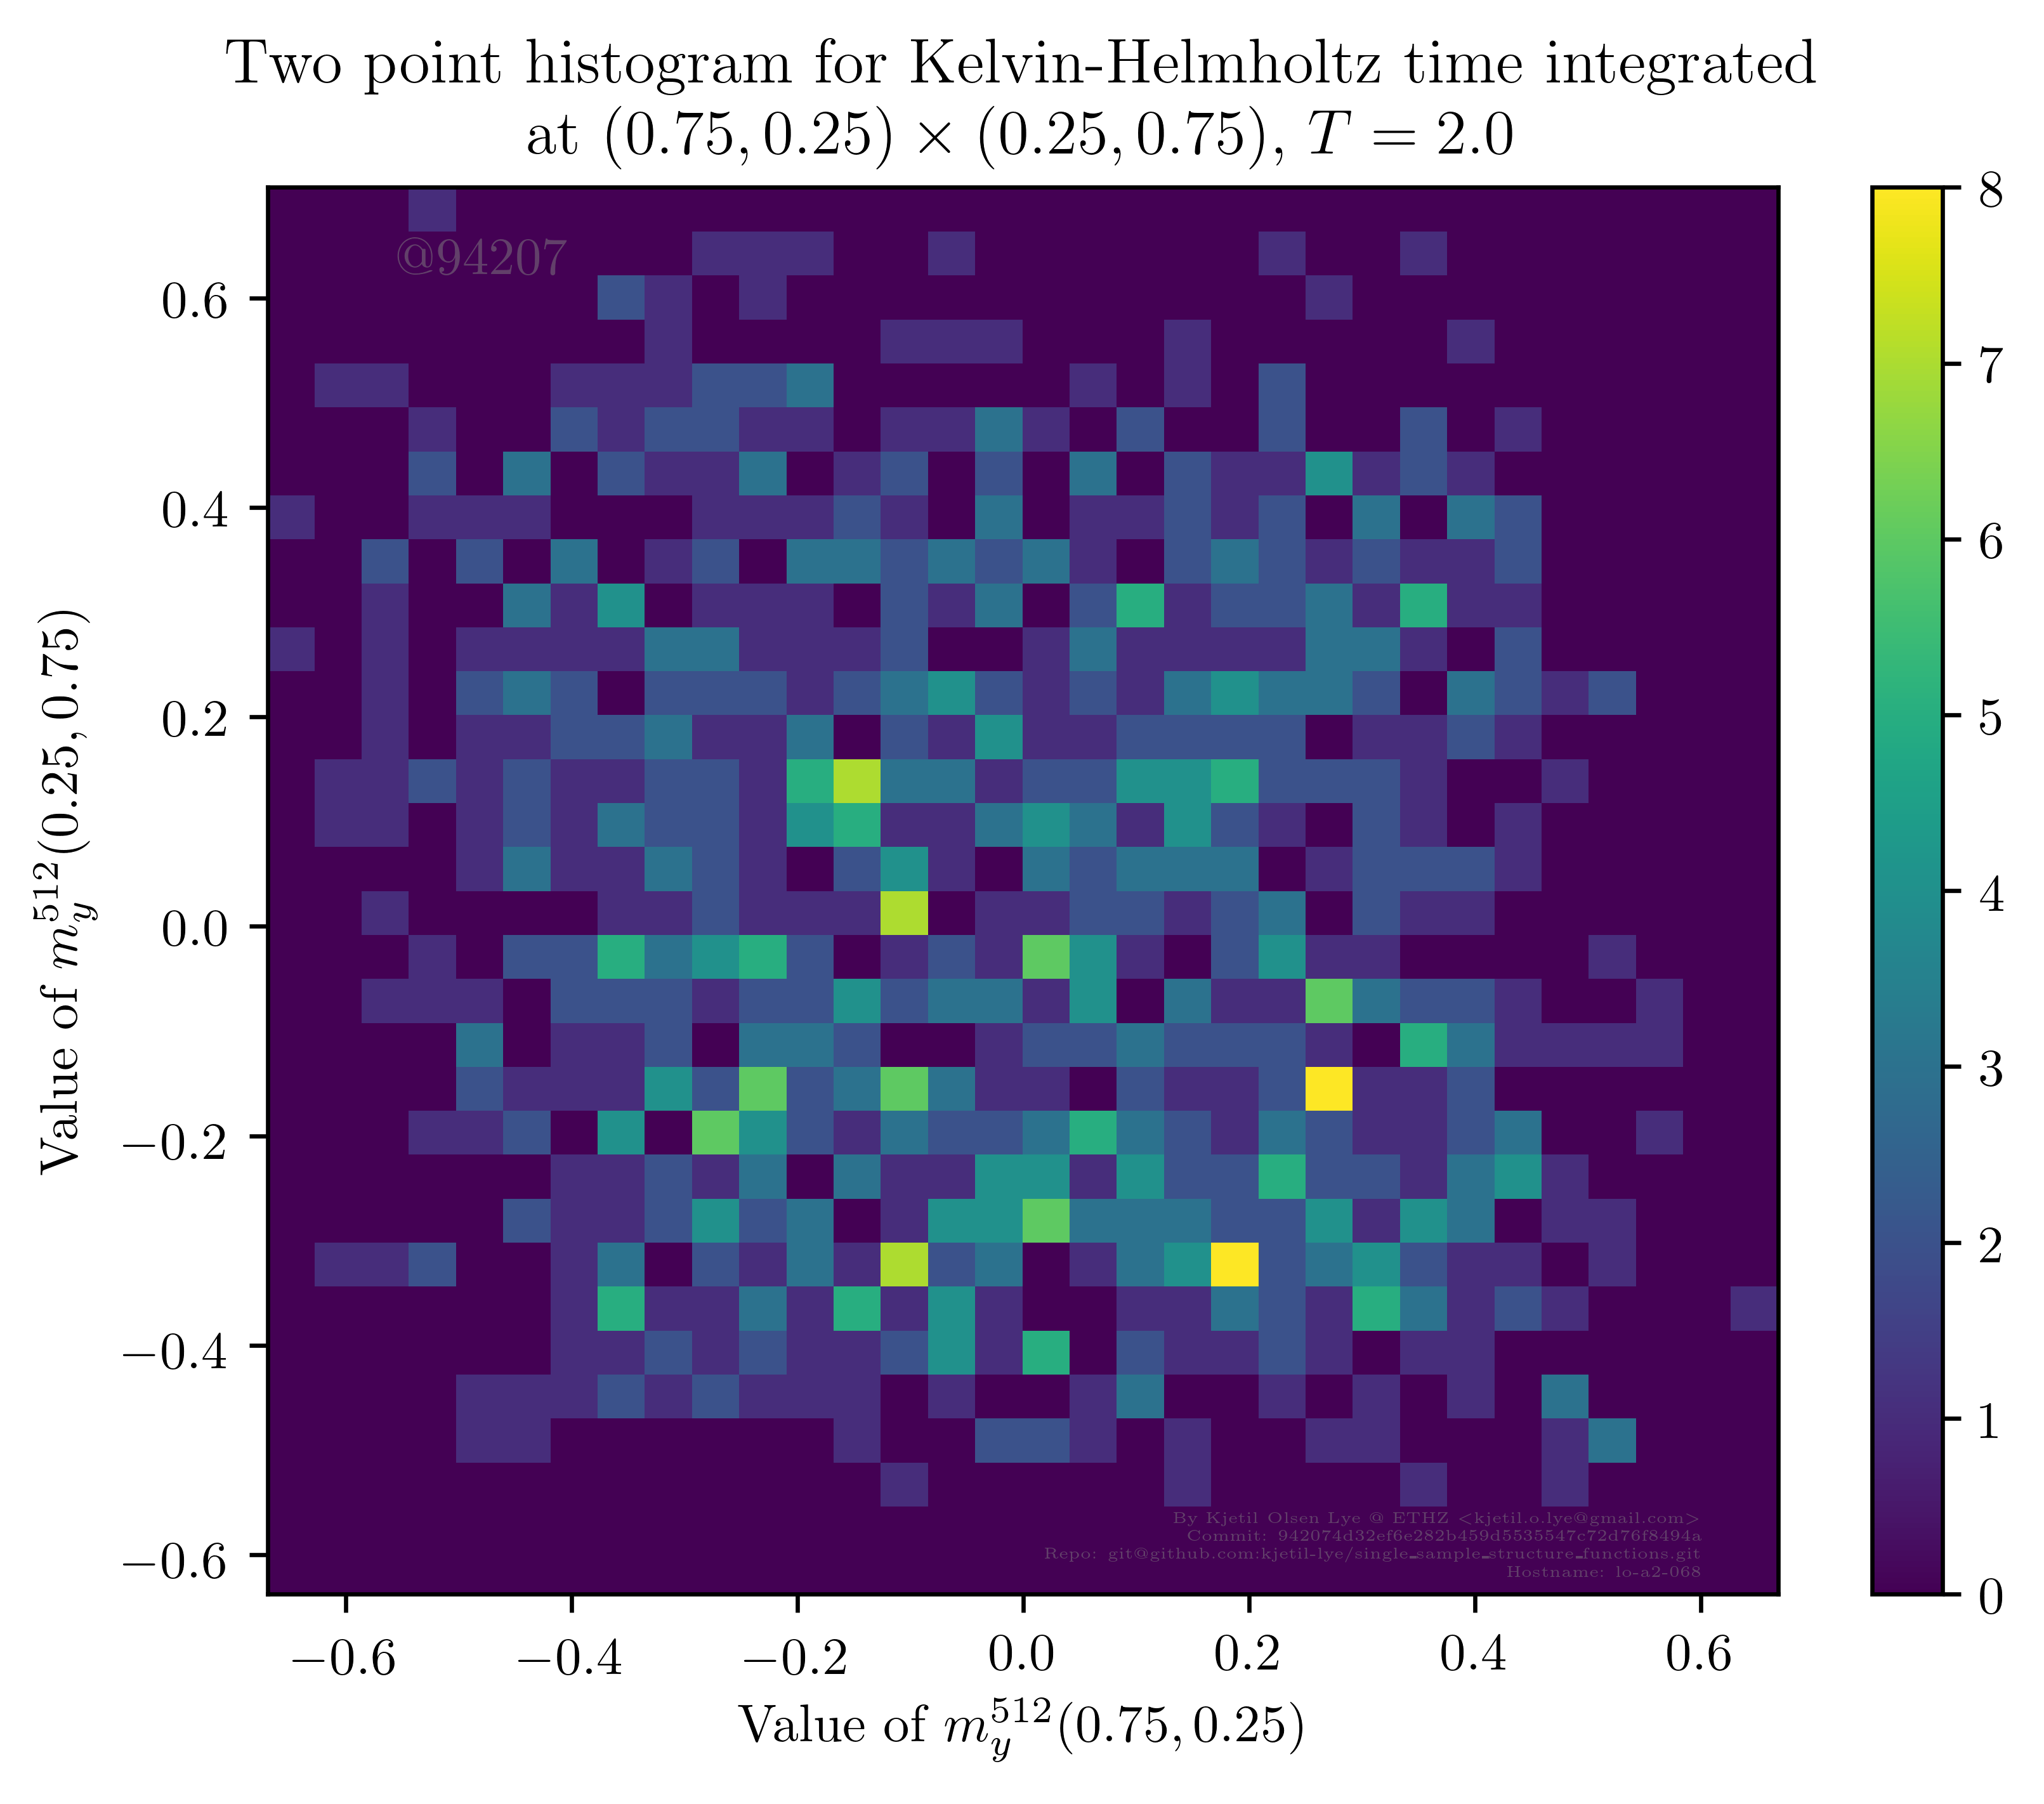 Two point histogram for Kelvin-Helmholtz time integrated
at (0.75, 0.25) × (0.25, 0.75), T = 2.0
@94207
8
7
6
5
4
3
2
1
0
0.6
0.4
0.2
0.0
−0.2
−0.4
−0.6
Value of m_y^512(0.25, 0.75)
By Kjetil Olsen Lye @ ETHZ <kjetil.o.lye@gmail.com>
Commit: 942074d32ef6e282b459d5535547c72d76f8494a
Repo: git@github.com:kjetil-lye/single_sample_structure_functions.git
Hostname: lo-a2-068
−0.6 −0.4 −0.2 0.0 0.2 0.4 0.6
Value of m_y^512(0.75, 0.25)